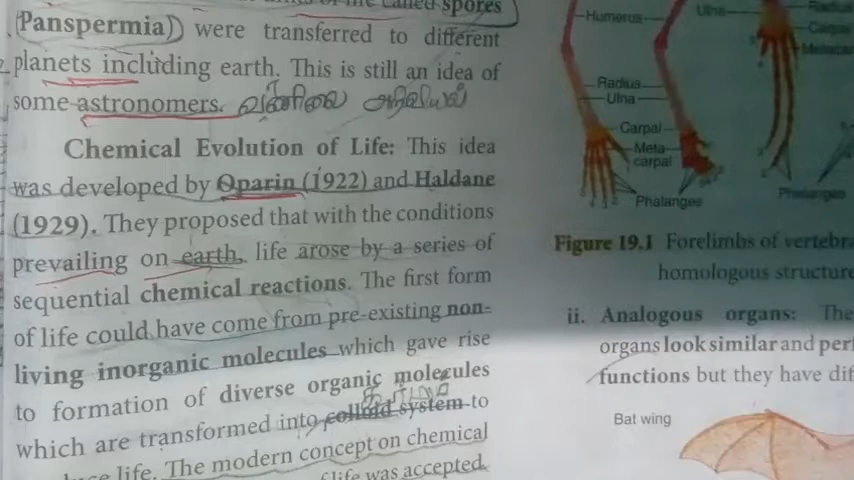 spores
(Panspermia) were transferred to different
planets including earth. This is still an idea of
some astronomers.
Chemical Evolution of Life: This idea
was developed by Oparin (1922) and Haldane
(1929). They proposed that with the conditions
prevailing on earth, life arose by a series of
sequential chemical reactions. The first form
of life could have come from pre-existing non-
living inorganic molecules which gave rise
to formation of diverse organic molecules
which are transformed into colloid system to
life. The modern concept on chemical
life was accepted
Humerus
Radius
Ulna
Carpal
Meta
carpal
Phalanges
Ulna
Phalanges
Figure 19.1 Forelimbs of
homologous
ii. Analogous organs:
organs look similar and
functions but they have
Bat wing